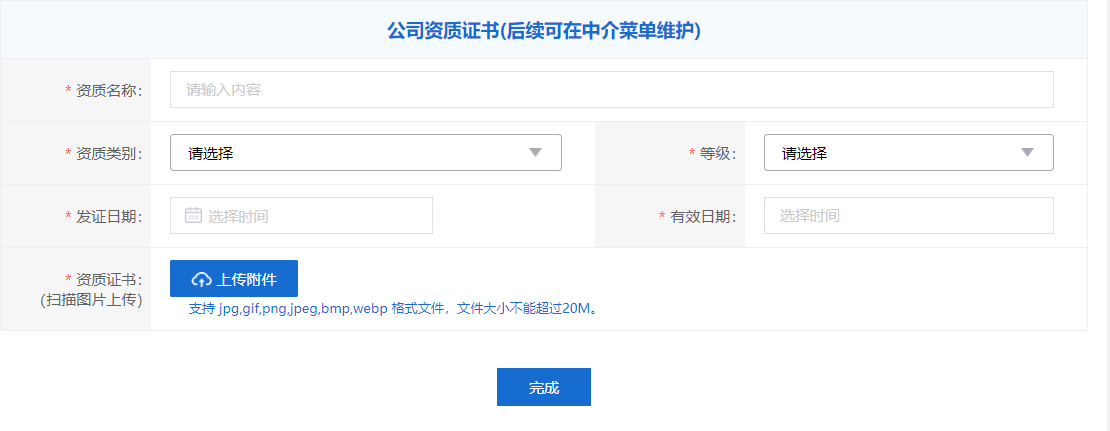 公司资质证书(后续可在中介菜单维护)
* 资质名称: 请输入内容
* 资质类别: 请选择 * 等级: 请选择
* 发证日期: 选择时间 * 有效日期: 选择时间
* 资质证书:
(扫描图片上传)
上传附件
支持 jpg,gif,png,jpeg,bmp,webp 格式文件，文件大小不能超过20M。
完成